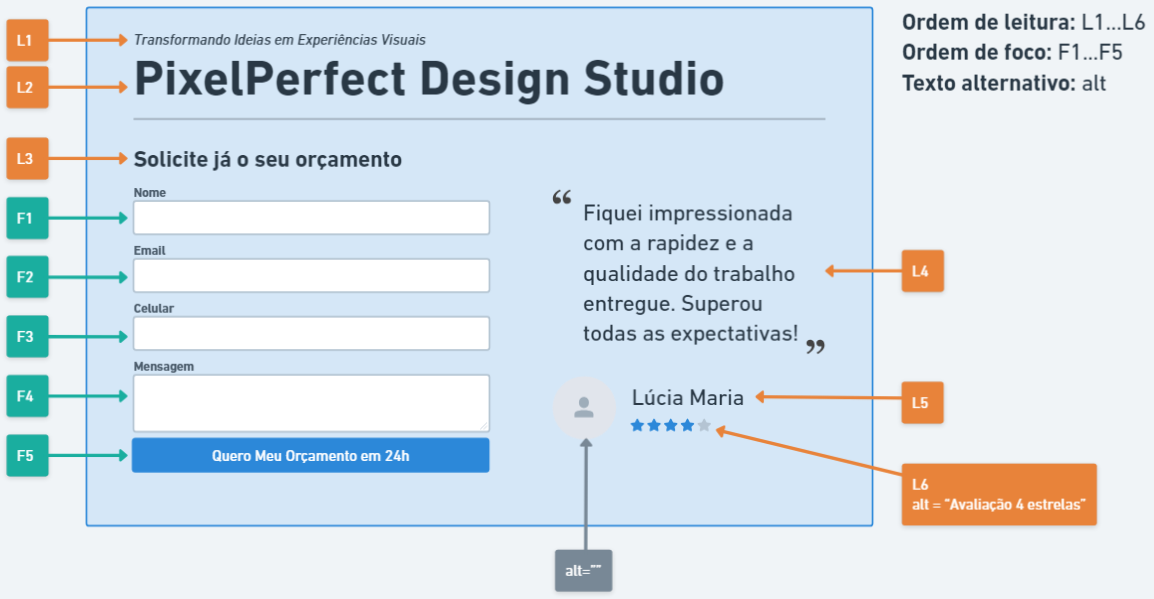 L1
Transformando Ideias em Experiências Visuais
L2
PixelPerfect Design Studio
Ordem de leitura: L1...L6
Ordem de foco: F1...F5
Texto alternativo: alt
L3
Solicite já o seu orçamento
F1
Nome
F2
Email
F3
Celular
F4
Mensagem
F5
Quero Meu Orçamento em 24h
“
Fiquei impressionada
com a rapidez e a
qualidade do trabalho
entregue. Superou
todas as expectativas!
”
L4
Lúcia Maria
L5
L6
alt = "Avaliação 4 estrelas"
alt=""